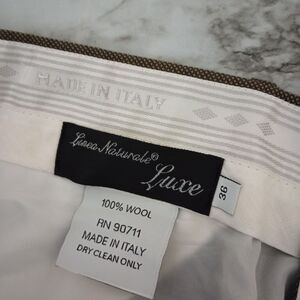 MADE IN ITALY
Linea Naturale®
Luxe
36
100% WOOL
RN 90711
MADE IN ITALY
DRY CLEAN ONLY